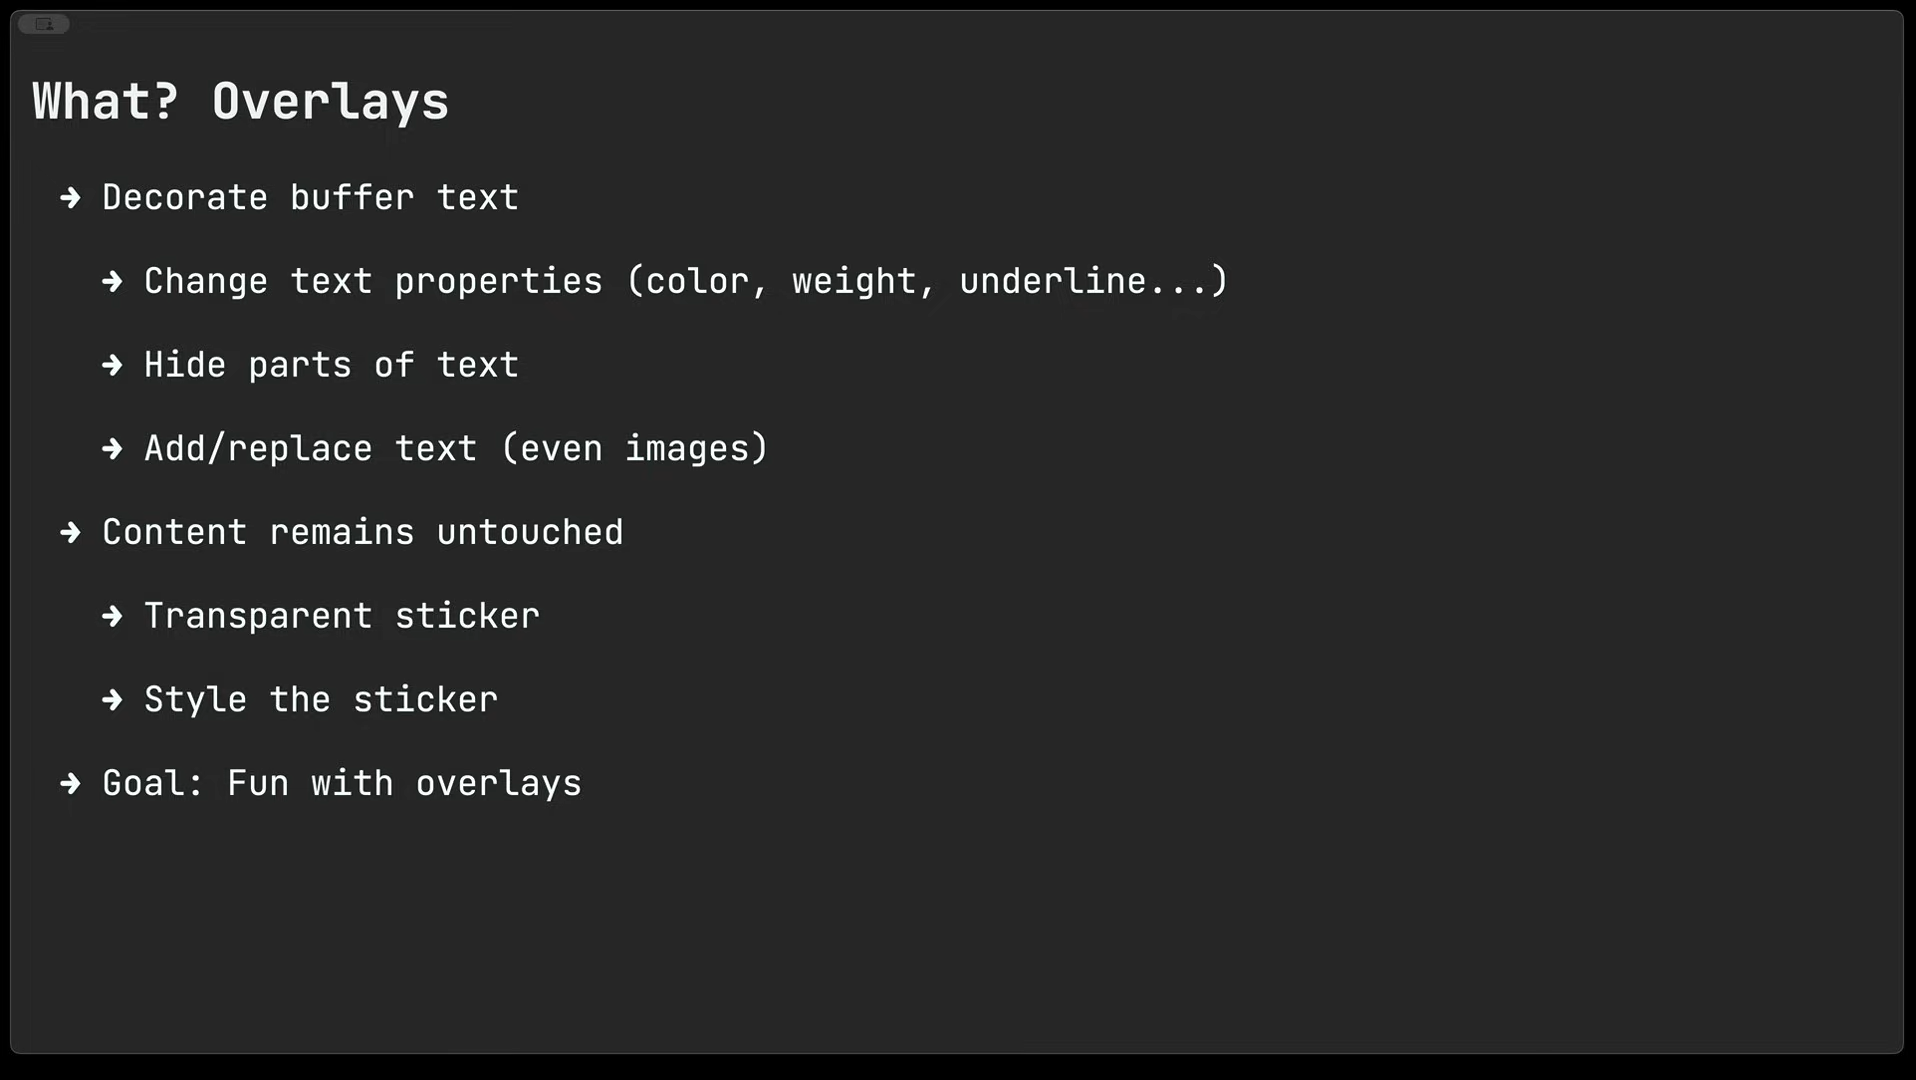 What? Overlays
➔ Decorate buffer text
➔ Change text properties (color, weight, underline...)
➔ Hide parts of text
➔ Add/replace text (even images)
➔ Content remains untouched
➔ Transparent sticker
➔ Style the sticker
➔ Goal: Fun with overlays